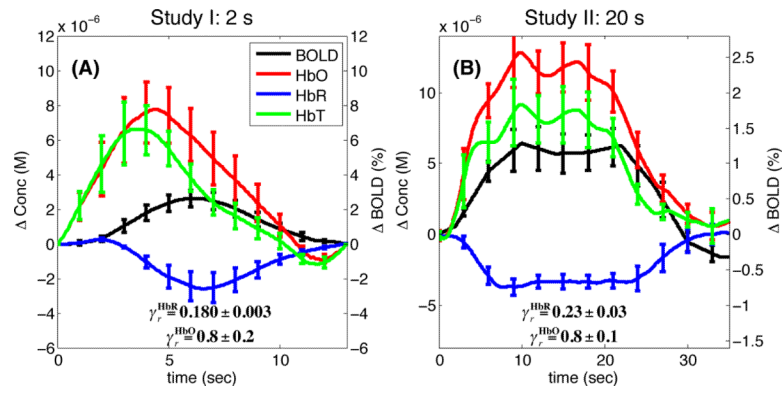 Study I: 2 s
x 10⁻⁶
12
10
8
6
4
2
0
−2
−4
−6
Δ Conc (M)
(A)
BOLD
HbO
HbR
HbT
12
10
8
6
4
2
0
−2
−4
−6
Δ BOLD (%)
γ_r^HbR=0.180 ± 0.003
γ_r^HbO=0.8 ± 0.2
0
5
10
time (sec)
Study II: 20 s
x 10⁻⁶
10
5
0
−5
Δ Conc (M)
(B)
2.5
2
1.5
1
0.5
0.0
−0.5
−1.0
−1.5
Δ BOLD (%)
γ_r^HbR=0.23 ± 0.03
γ_r^HbO=0.8 ± 0.1
0
10
20
30
time (sec)